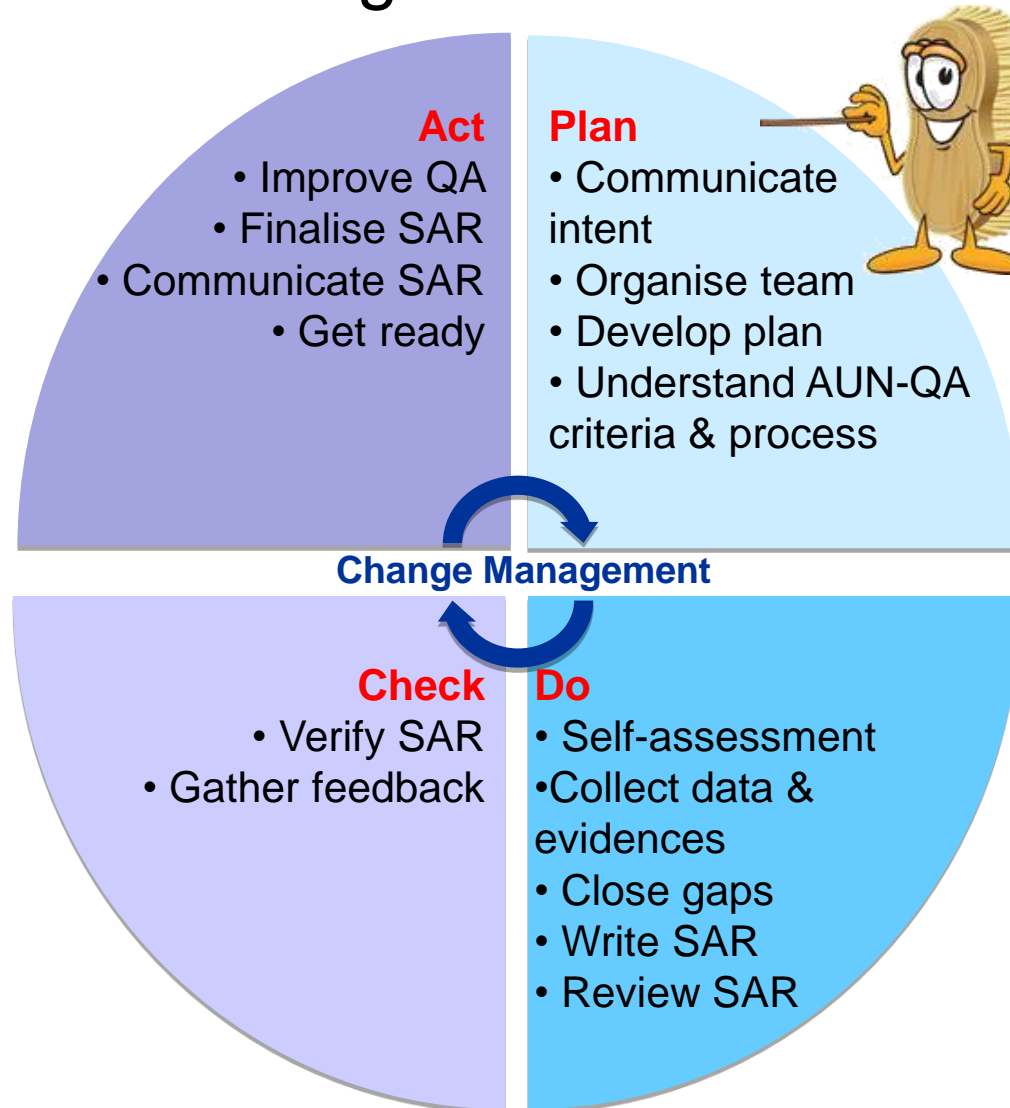 Act
• Improve QA
• Finalise SAR
• Communicate SAR
• Get ready
Plan
• Communicate
intent
• Organise team
• Develop plan
• Understand AUN-QA
criteria & process
Change Management
Check
• Verify SAR
• Gather feedback
Do
• Self-assessment
•Collect data &
evidences
• Close gaps
• Write SAR
• Review SAR